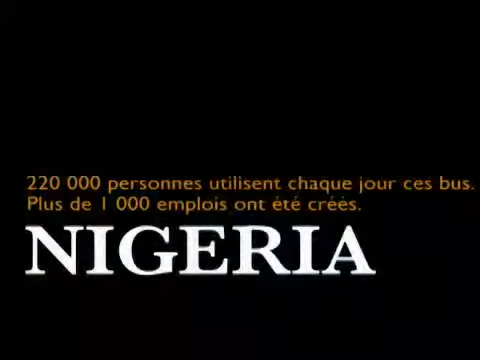 220 000 personnes utilisent chaque jour ces bus.
Plus de 1 000 emplois ont été créés.
NIGERIA